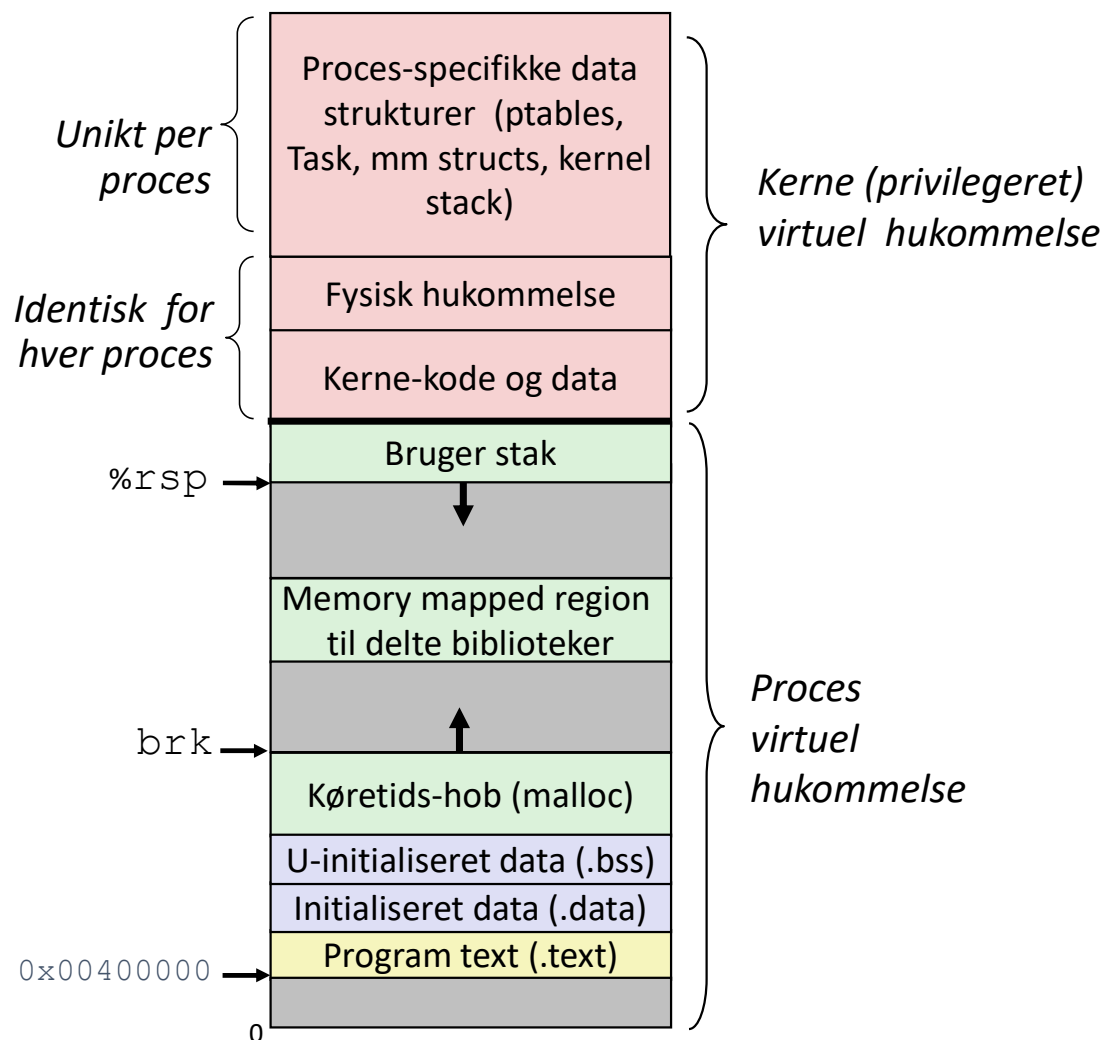 Proces-specifikke data
strukturer (ptables,
Task, mm structs, kernel
stack)
Unikt per
proces
Kerne (privilegeret)
virtuel hukommelse
Fysisk hukommelse
Identisk for
hver proces
Kerne-kode og data
Bruger stak
%rsp
Memory mapped region
til delte biblioteker
Proces
virtuel
hukommelse
brk
Køretids-hob (malloc)
U-initialiseret data (.bss)
Initialiseret data (.data)
Program text (.text)
0x00400000
0